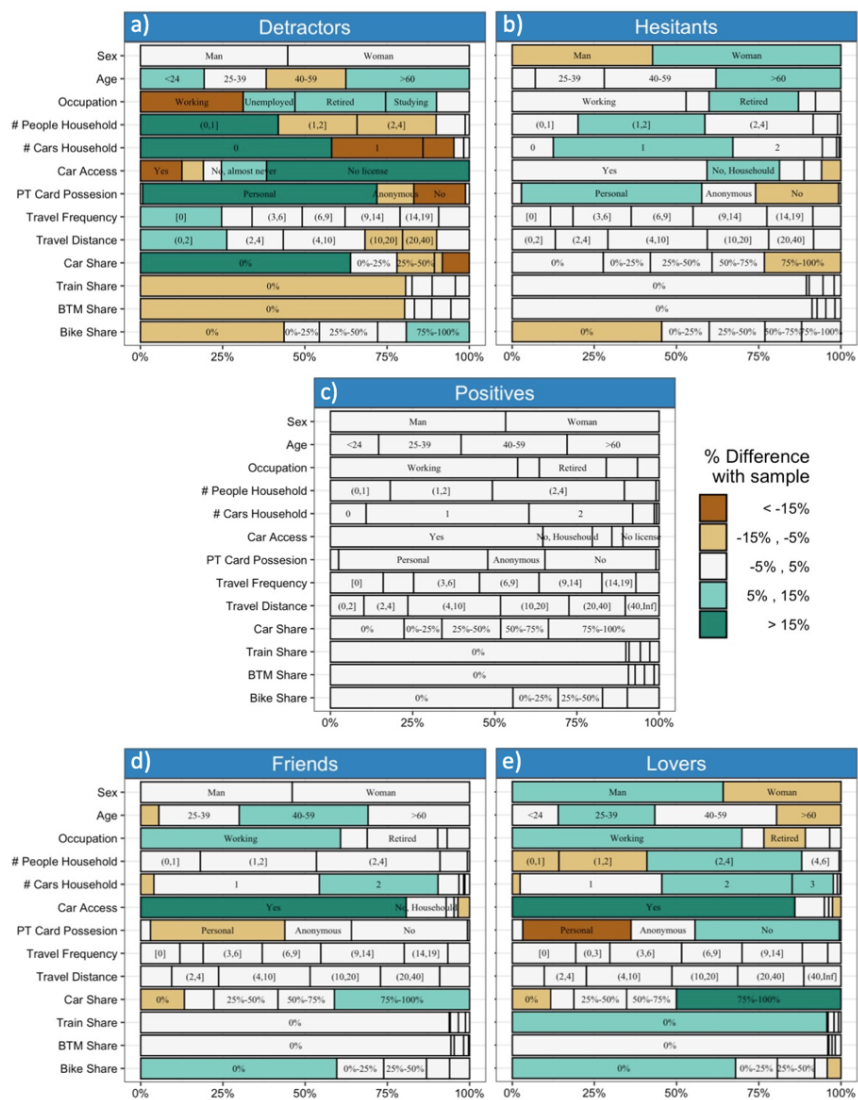 a) Detractors
b) Hesitants
Sex Man Woman Man Woman
Age <24 25-39 40-59 >60 25-39 40-59 >60
Occupation Working Unemployed Retired Studying Working Retired
# People Household (0,1] (1,2] (2,4] (0,1] (1,2] (2,4]
# Cars Household 0 1 0 1 2
Car Access Yes No, almost never No license Yes No, Household
PT Card Possesion Personal Anonymous No Personal Anonymous No
Travel Frequency [0] (3,6] (6,9] (9,14] (14,19] [0] (3,6] (6,9] (9,14] (14,19]
Travel Distance (0,2] (2,4] (4,10] (10,20] (20,40] (0,2] (2,4] (4,10] (10,20] (20,40]
Car Share 0% 0%-25% 25%-50% 0% 0%-25% 25%-50% 50%-75% 75%-100%
Train Share 0% 0%
BTM Share 0% 0%
Bike Share 0% 0%-25% 25%-50% 75%-100% 0% 0%-25% 25%-50% 50%-75% 75%-100%
0% 25% 50% 75% 100% 0% 25% 50% 75% 100%
c) Positives
Sex Man Woman
Age <24 25-39 40-59 >60
Occupation Working Retired
# People Household (0,1] (1,2] (2,4]
# Cars Household 0 1 2
Car Access Yes No, Househould No license
PT Card Possesion Personal Anonymous No
Travel Frequency [0] (3,6] (6,9] (9,14] (14,19]
Travel Distance (0,2] (2,4] (4,10] (10,20] (20,40] (40,Inf]
Car Share 0% 0%-25% 25%-50% 50%-75% 75%-100%
Train Share 0%
BTM Share 0%
Bike Share 0% 0%-25% 25%-50%
0% 25% 50% 75% 100%
% Difference
with sample
< -15%
-15% , -5%
-5% , 5%
5% , 15%
> 15%
d) Friends
e) Lovers
Sex Man Woman Man Woman
Age 25-39 40-59 >60 <24 25-39 40-59 >60
Occupation Working Retired Working Retired
# People Household (0,1] (1,2] (2,4] (0,1] (1,2] (2,4] (4,6]
# Cars Household 1 2 1 2 3
Car Access Yes No, Househould Yes
PT Card Possesion Personal Anonymous No Personal Anonymous No
Travel Frequency [0] (3,6] (6,9] (9,14] (14,19] [0] (0,3] (3,6] (6,9] (9,14]
Travel Distance (2,4] (4,10] (10,20] (20,40] (2,4] (4,10] (10,20] (20,40] (40,Inf]
Car Share 0% 25%-50% 50%-75% 75%-100% 0% 25%-50% 50%-75% 75%-100%
Train Share 0% 0%
BTM Share 0% 0%
Bike Share 0% 0%-25% 25%-50% 0% 0%-25% 25%-50%
0% 25% 50% 75% 100% 0% 25% 50% 75% 100%